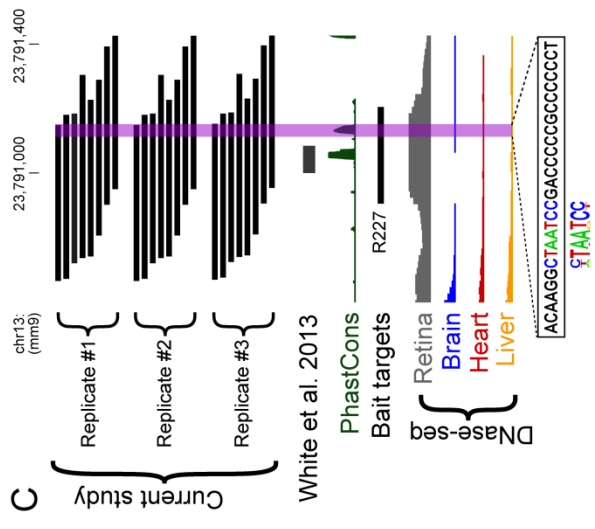 C
chr13:
(mm9)
23,791,000
23,791,400
Current study
Replicate #1
Replicate #2
Replicate #3
White et al. 2013
PhastCons
Bait targets
R227
DNase-seq
Retina
Brain
Heart
Liver
ACAAGGCTAATCCGACCCCCGCCCCCCT
CTAATCC